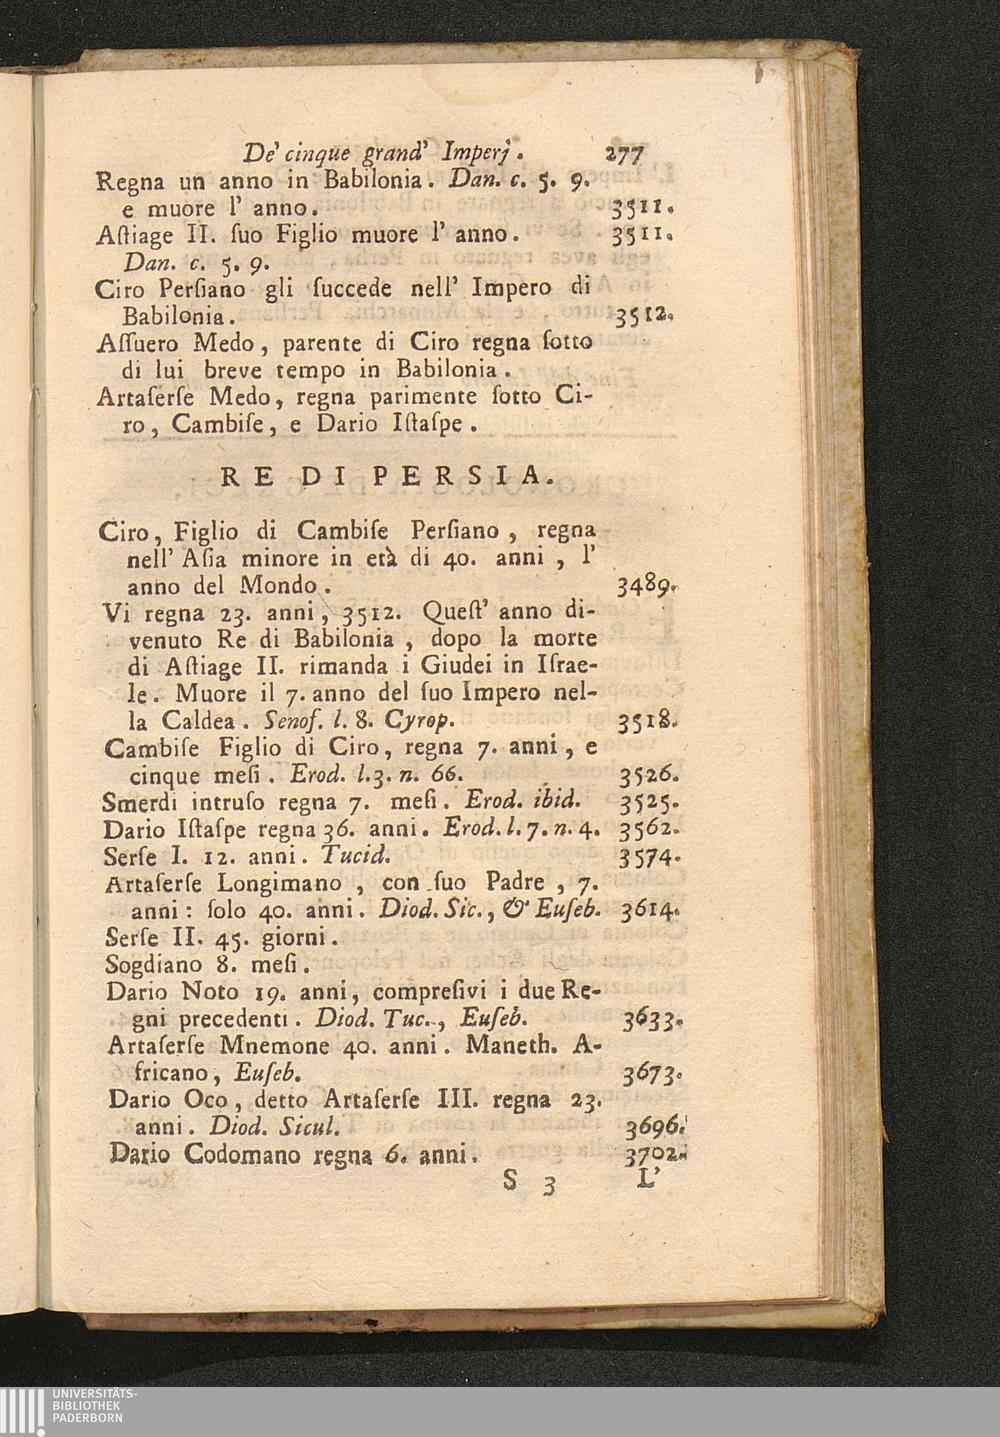 De' cinque grand' Imperj. 277
Regna un anno in Babilonia. Dan. c. 5. 9.
e muore l' anno. 3511.
Aſtiage II. ſuo Figlio muore l' anno. 3511.
Dan. c. 5. 9.
Ciro Perſiano gli ſuccede nell' Impero di
Babilonia. 3512.
Aſſuero Medo, parente di Ciro regna ſotto
di lui breve tempo in Babilonia.
Artaſerſe Medo, regna parimente ſotto Ci-
ro, Cambiſe, e Dario Iſtaſpe.
RE DI PERSIA.
Ciro, Figlio di Cambiſe Perſiano, regna
nell' Aſia minore in età di 40. anni, l'
anno del Mondo. 3489.
Vi regna 23. anni, 3512. Queſt' anno di-
venuto Re di Babilonia, dopo la morte
di Aſtiage II. rimanda i Giudei in Iſrae-
le. Muore il 7. anno del ſuo Impero nel-
la Caldea. Senof. l. 8. Cyrop. 3518.
Cambiſe Figlio di Ciro, regna 7. anni, e
cinque meſi. Erod. l. 3. n. 66. 3526.
Smerdi intruſo regna 7. meſi. Erod. ibid. 3525.
Dario Iſtaſpe regna 36. anni. Erod. l. 7. n. 4. 3562.
Serſe I. 12. anni. Tucid. 3574.
Artaſerſe Longimano, con ſuo Padre, 7.
anni: ſolo 40. anni. Diod. Sic., & Euſeb. 3614.
Serſe II. 45. giorni.
Sogdiano 8. meſi.
Dario Noto 19. anni, compreſivi i due Re-
gni precedenti. Diod. Tuc., Euſeb. 3633.
Artaſerſe Mnemone 40. anni. Maneth. A-
fricano, Euſeb. 3673.
Dario Oco, detto Artaſerſe III. regna 23.
anni. Diod. Sicul. 3696.
Dario Codomano regna 6. anni. 3702.
S 3 L'
UNIVERSITÄTS-
BIBLIOTHEK
PADERBORN